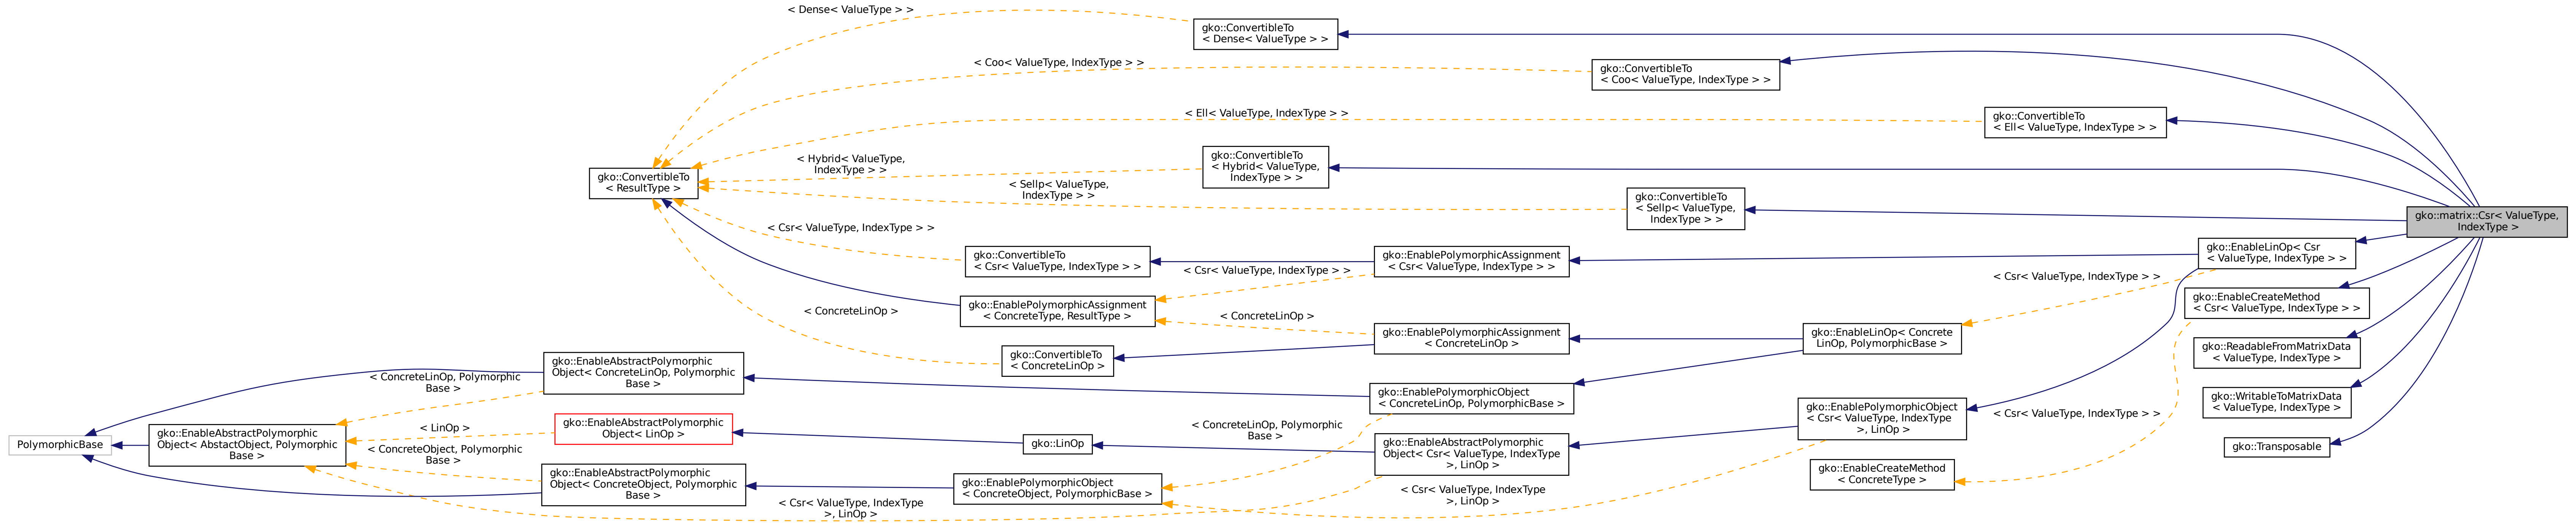 < Dense< ValueType > >
gko::ConvertibleTo
< Dense< ValueType > >
< Coo< ValueType, IndexType > >
gko::ConvertibleTo
< Coo< ValueType, IndexType > >
< Ell< ValueType, IndexType > >
gko::ConvertibleTo
< Ell< ValueType, IndexType > >
gko::ConvertibleTo
< ResultType >
< Hybrid< ValueType,
IndexType > >
gko::ConvertibleTo
< Hybrid< ValueType,
IndexType > >
< Sellp< ValueType,
IndexType > >
gko::ConvertibleTo
< Sellp< ValueType,
IndexType > >
gko::matrix::Csr< ValueType,
IndexType >
< Csr< ValueType, IndexType > >
gko::ConvertibleTo
< Csr< ValueType, IndexType > >
gko::EnablePolymorphicAssignment
< Csr< ValueType, IndexType > >
gko::EnableLinOp< Csr
< ValueType, IndexType > >
< Csr< ValueType, IndexType > >
< Csr< ValueType, IndexType > >
gko::EnablePolymorphicAssignment
< ConcreteType, ResultType >
gko::EnableCreateMethod
< Csr< ValueType, IndexType > >
< ConcreteLinOp >
< ConcreteLinOp >
gko::EnablePolymorphicAssignment
< ConcreteLinOp >
gko::EnableLinOp< Concrete
LinOp, PolymorphicBase >
gko::ReadableFromMatrixData
< ValueType, IndexType >
gko::ConvertibleTo
< ConcreteLinOp >
gko::EnableAbstractPolymorphic
Object< ConcreteLinOp, Polymorphic
Base >
< ConcreteLinOp, Polymorphic
Base >
gko::EnablePolymorphicObject
< ConcreteLinOp, PolymorphicBase >
gko::WritableToMatrixData
< ValueType, IndexType >
gko::EnablePolymorphicObject
< Csr< ValueType, IndexType
>, LinOp >
< Csr< ValueType, IndexType > >
PolymorphicBase
gko::EnableAbstractPolymorphic
Object< AbstactObject, Polymorphic
Base >
< LinOp >
gko::EnableAbstractPolymorphic
Object< LinOp >
gko::LinOp
< ConcreteLinOp, Polymorphic
Base >
gko::EnableAbstractPolymorphic
Object< Csr< ValueType, IndexType
>, LinOp >
gko::Transposable
< ConcreteObject, Polymorphic
Base >
gko::EnableAbstractPolymorphic
Object< ConcreteObject, Polymorphic
Base >
gko::EnablePolymorphicObject
< ConcreteObject, PolymorphicBase >
gko::EnableCreateMethod
< ConcreteType >
< Csr< ValueType, IndexType
>, LinOp >
< Csr< ValueType, IndexType
>, LinOp >